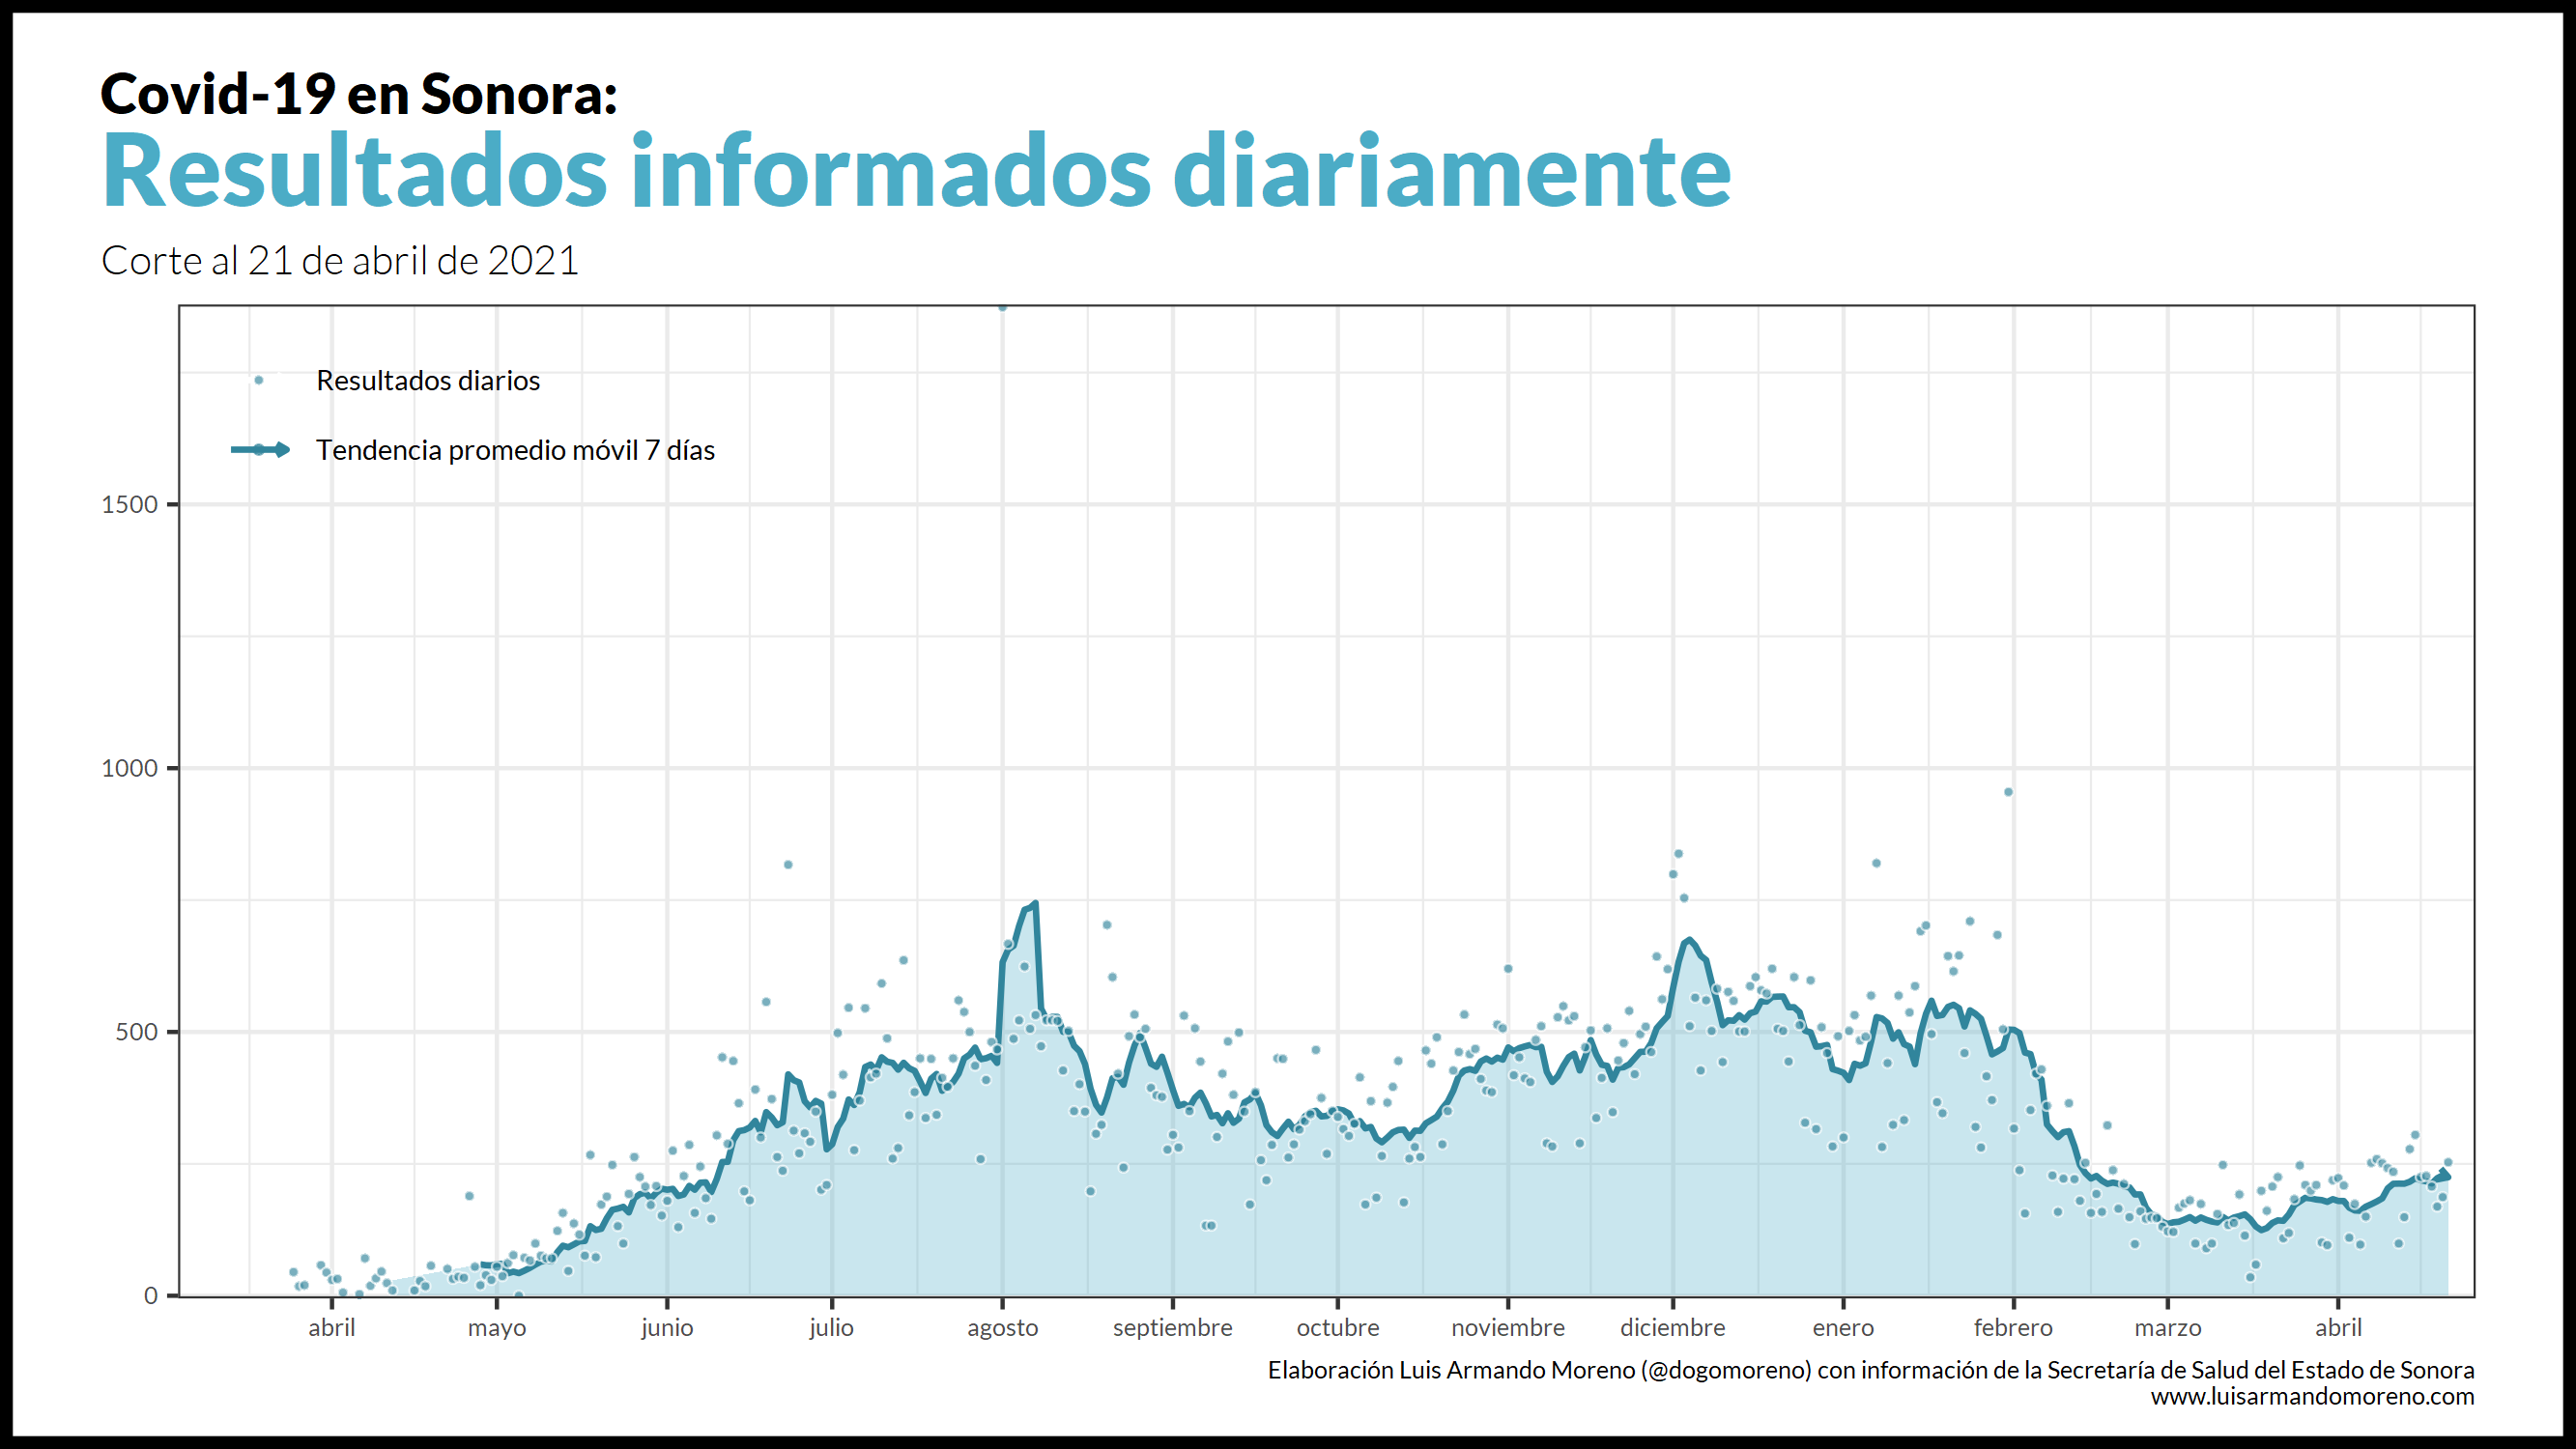 Covid-19 en Sonora:
Resultados informados diariamente
Corte al 21 de abril de 2021
Resultados diarios
Tendencia promedio móvil 7 días
1500
1000
500
0
abril mayo junio julio agosto septiembre octubre noviembre diciembre enero febrero marzo abril
Elaboración Luis Armando Moreno (@dogomoreno) con información de la Secretaría de Salud del Estado de Sonora
www.luisarmandomoreno.com